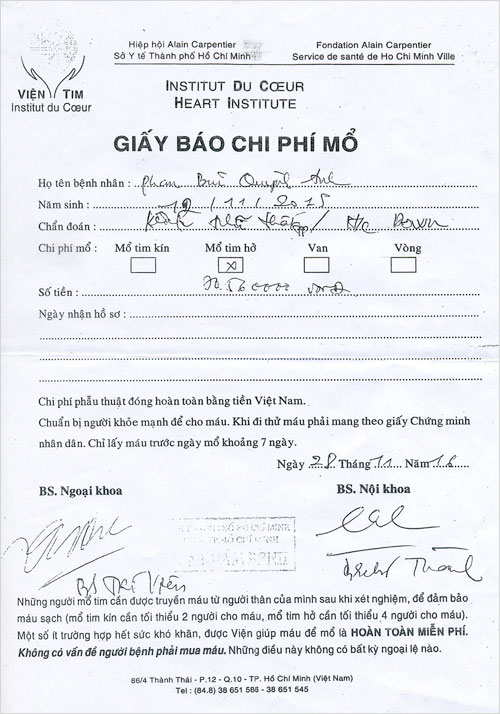 Hiệp hội Alain Carpentier
Sở Y tế Thành phố Hồ Chí Minh
Fondation Alain Carpentier
Service de santé de Ho Chi Minh Ville
VIỆN TIM
Institut du Cœur
INSTITUT DU CŒUR
HEART INSTITUTE
GIẤY BÁO CHI PHÍ MỔ
Họ tên bệnh nhân : Phạm Bùi Quỳnh Anh
Năm sinh : 12/11/2015
Chẩn đoán : / H/c Down
Chi phí mổ : Mổ tim kín Mổ tim hở Van Vòng
x
Số tiền :
Ngày nhận hồ sơ :
Chi phí phẫu thuật đóng hoàn toàn bằng tiền Việt Nam.
Chuẩn bị người khỏe mạnh để cho máu. Khi đi thử máu phải mang theo giấy Chứng minh
nhân dân. Chỉ lấy máu trước ngày mổ khoảng 7 ngày.
Ngày 28 Tháng 11 Năm 16
BS. Ngoại khoa BS. Nội khoa
Những người mổ tim cần được truyền máu từ người thân của mình sau khi xét nghiệm, để đảm bảo
máu sạch (mổ tim kín cần tối thiểu 2 người cho máu, mổ tim hở cần tối thiểu 4 người cho máu).
Một số ít trường hợp hết sức khó khăn, được Viện giúp máu để mổ là HOÀN TOÀN MIỄN PHÍ.
Không có vấn đề người bệnh phải mua máu. Những điều này không có bất kỳ ngoại lệ nào.
86/4 Thành Thái - P.12 - Q.10 - TP. Hồ Chí Minh (Việt Nam)
Tel : (84.8) 38 651 586 - 38 651 545